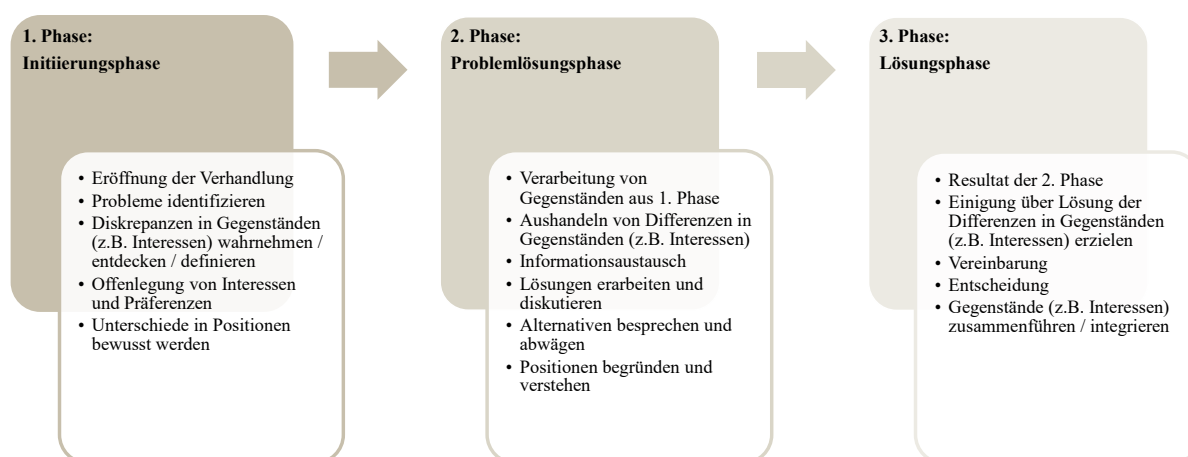 1. Phase:
Initiierungsphase
• Eröffnung der Verhandlung
• Probleme identifizieren
• Diskrepanzen in Gegenständen
(z.B. Interessen) wahrnehmen /
entdecken / definieren
• Offenlegung von Interessen
und Präferenzen
• Unterschiede in Positionen
bewusst werden
2. Phase:
Problemlösungsphase
• Verarbeitung von
Gegenständen aus 1. Phase
• Aushandeln von Differenzen in
Gegenständen (z.B. Interessen)
• Informationsaustausch
• Lösungen erarbeiten und
diskutieren
• Alternativen besprechen und
abwägen
• Positionen begründen und
verstehen
3. Phase:
Lösungsphase
• Resultat der 2. Phase
• Einigung über Lösung der
Differenzen in Gegenständen
(z.B. Interessen) erzielen
• Vereinbarung
• Entscheidung
• Gegenstände (z.B. Interessen)
zusammenführen / integrieren